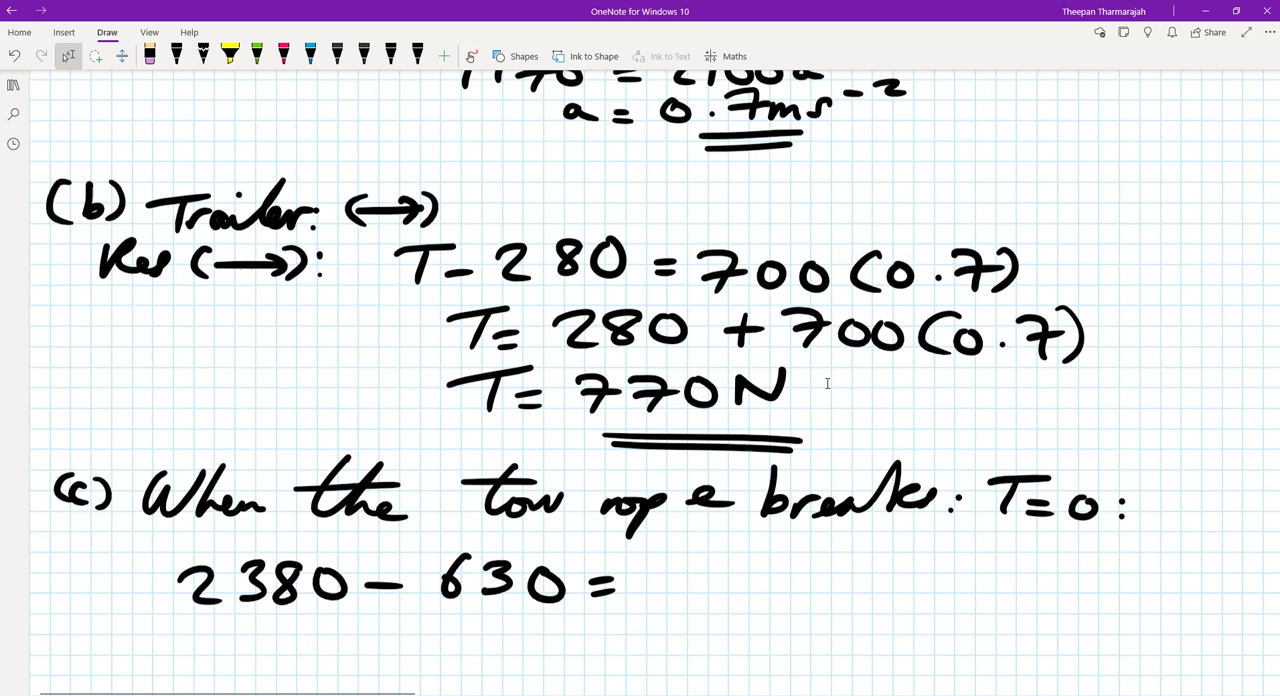 OneNote for Windows 10
Theepan Tharmarajah
Home Insert Draw View Help
Share
Shapes Ink to Shape Ink to Text Maths
a = 0.7ms-2
(b) Trailer: (↔)
Res (→): T - 280 = 700(0.7)
T = 280 + 700(0.7)
T = 770N
(c) When the tow rope breaks: T = 0:
2380 - 630 =